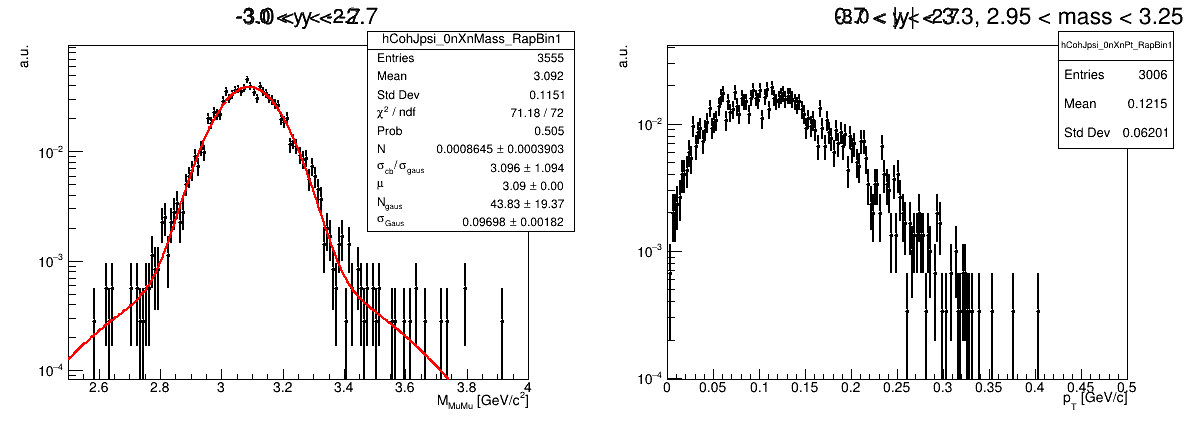 a.u.
hCohJpsi_0nXnMass_RapBin1
Entries 3555
Mean 3.092
Std Dev 0.1151
χ² / ndf 71.18 / 72
Prob 0.505
N 0.0008645 ± 0.0003903
σcb/σgaus 3.096 ± 1.094
μ 3.09 ± 0.00
Ngaus 43.83 ± 19.37
σGaus 0.09698 ± 0.00182
10⁻²
10⁻³
10⁻⁴
2.6 2.8 3 3.2 3.4 3.6 3.8 4
MMuMu [GeV/c²]
2.95 < mass < 3.25
a.u.
hCohJpsi_0nXnPt_RapBin1
Entries 3006
Mean 0.1215
Std Dev 0.06201
10⁻²
10⁻³
10⁻⁴
0 0.05 0.1 0.15 0.2 0.25 0.3 0.35 0.4 0.45 0.5
pT [GeV/c]